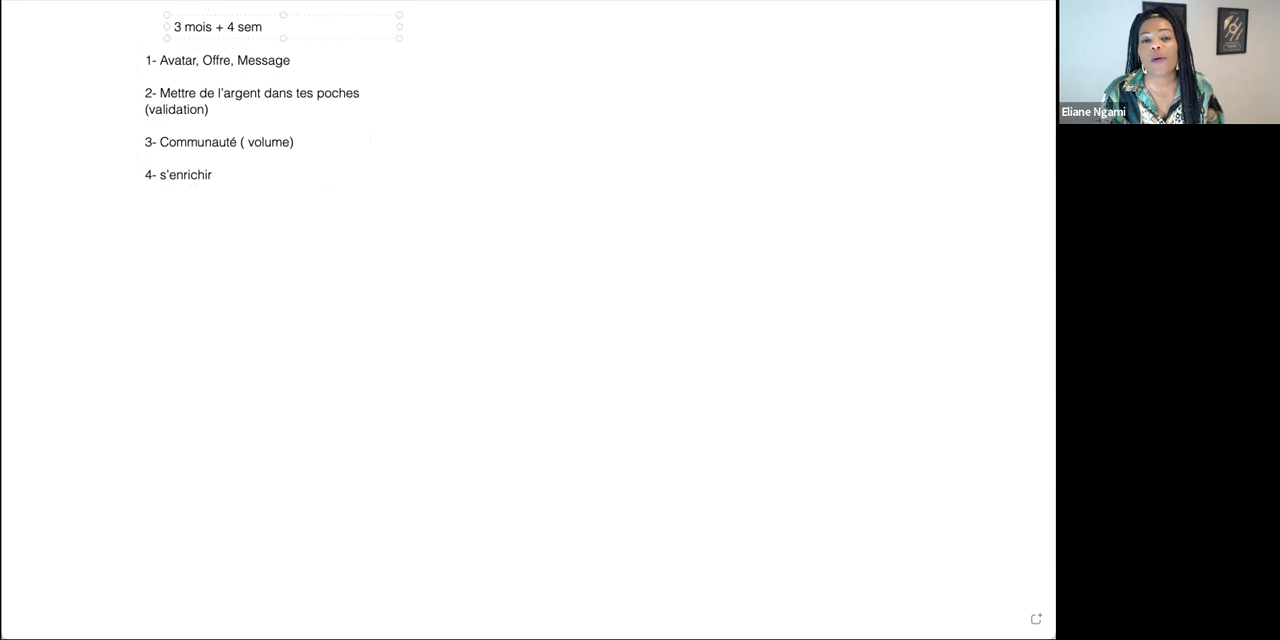 3 mois + 4 sem
1- Avatar, Offre, Message
2- Mettre de l'argent dans tes poches
(validation)
3- Communauté ( volume)
4- s'enrichir
Eliane Ngami